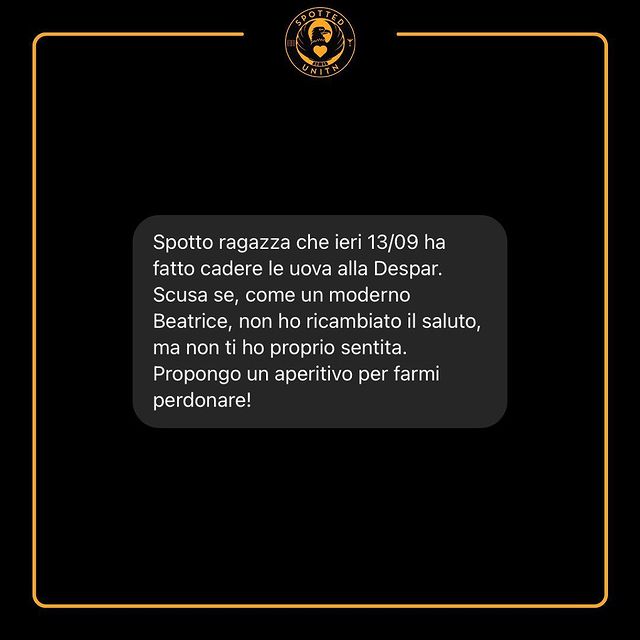 SPOTTED
UNITN
Spotto ragazza che ieri 13/09 ha
fatto cadere le uova alla Despar.
Scusa se, come un moderno
Beatrice, non ho ricambiato il saluto,
ma non ti ho proprio sentita.
Propongo un aperitivo per farmi
perdonare!